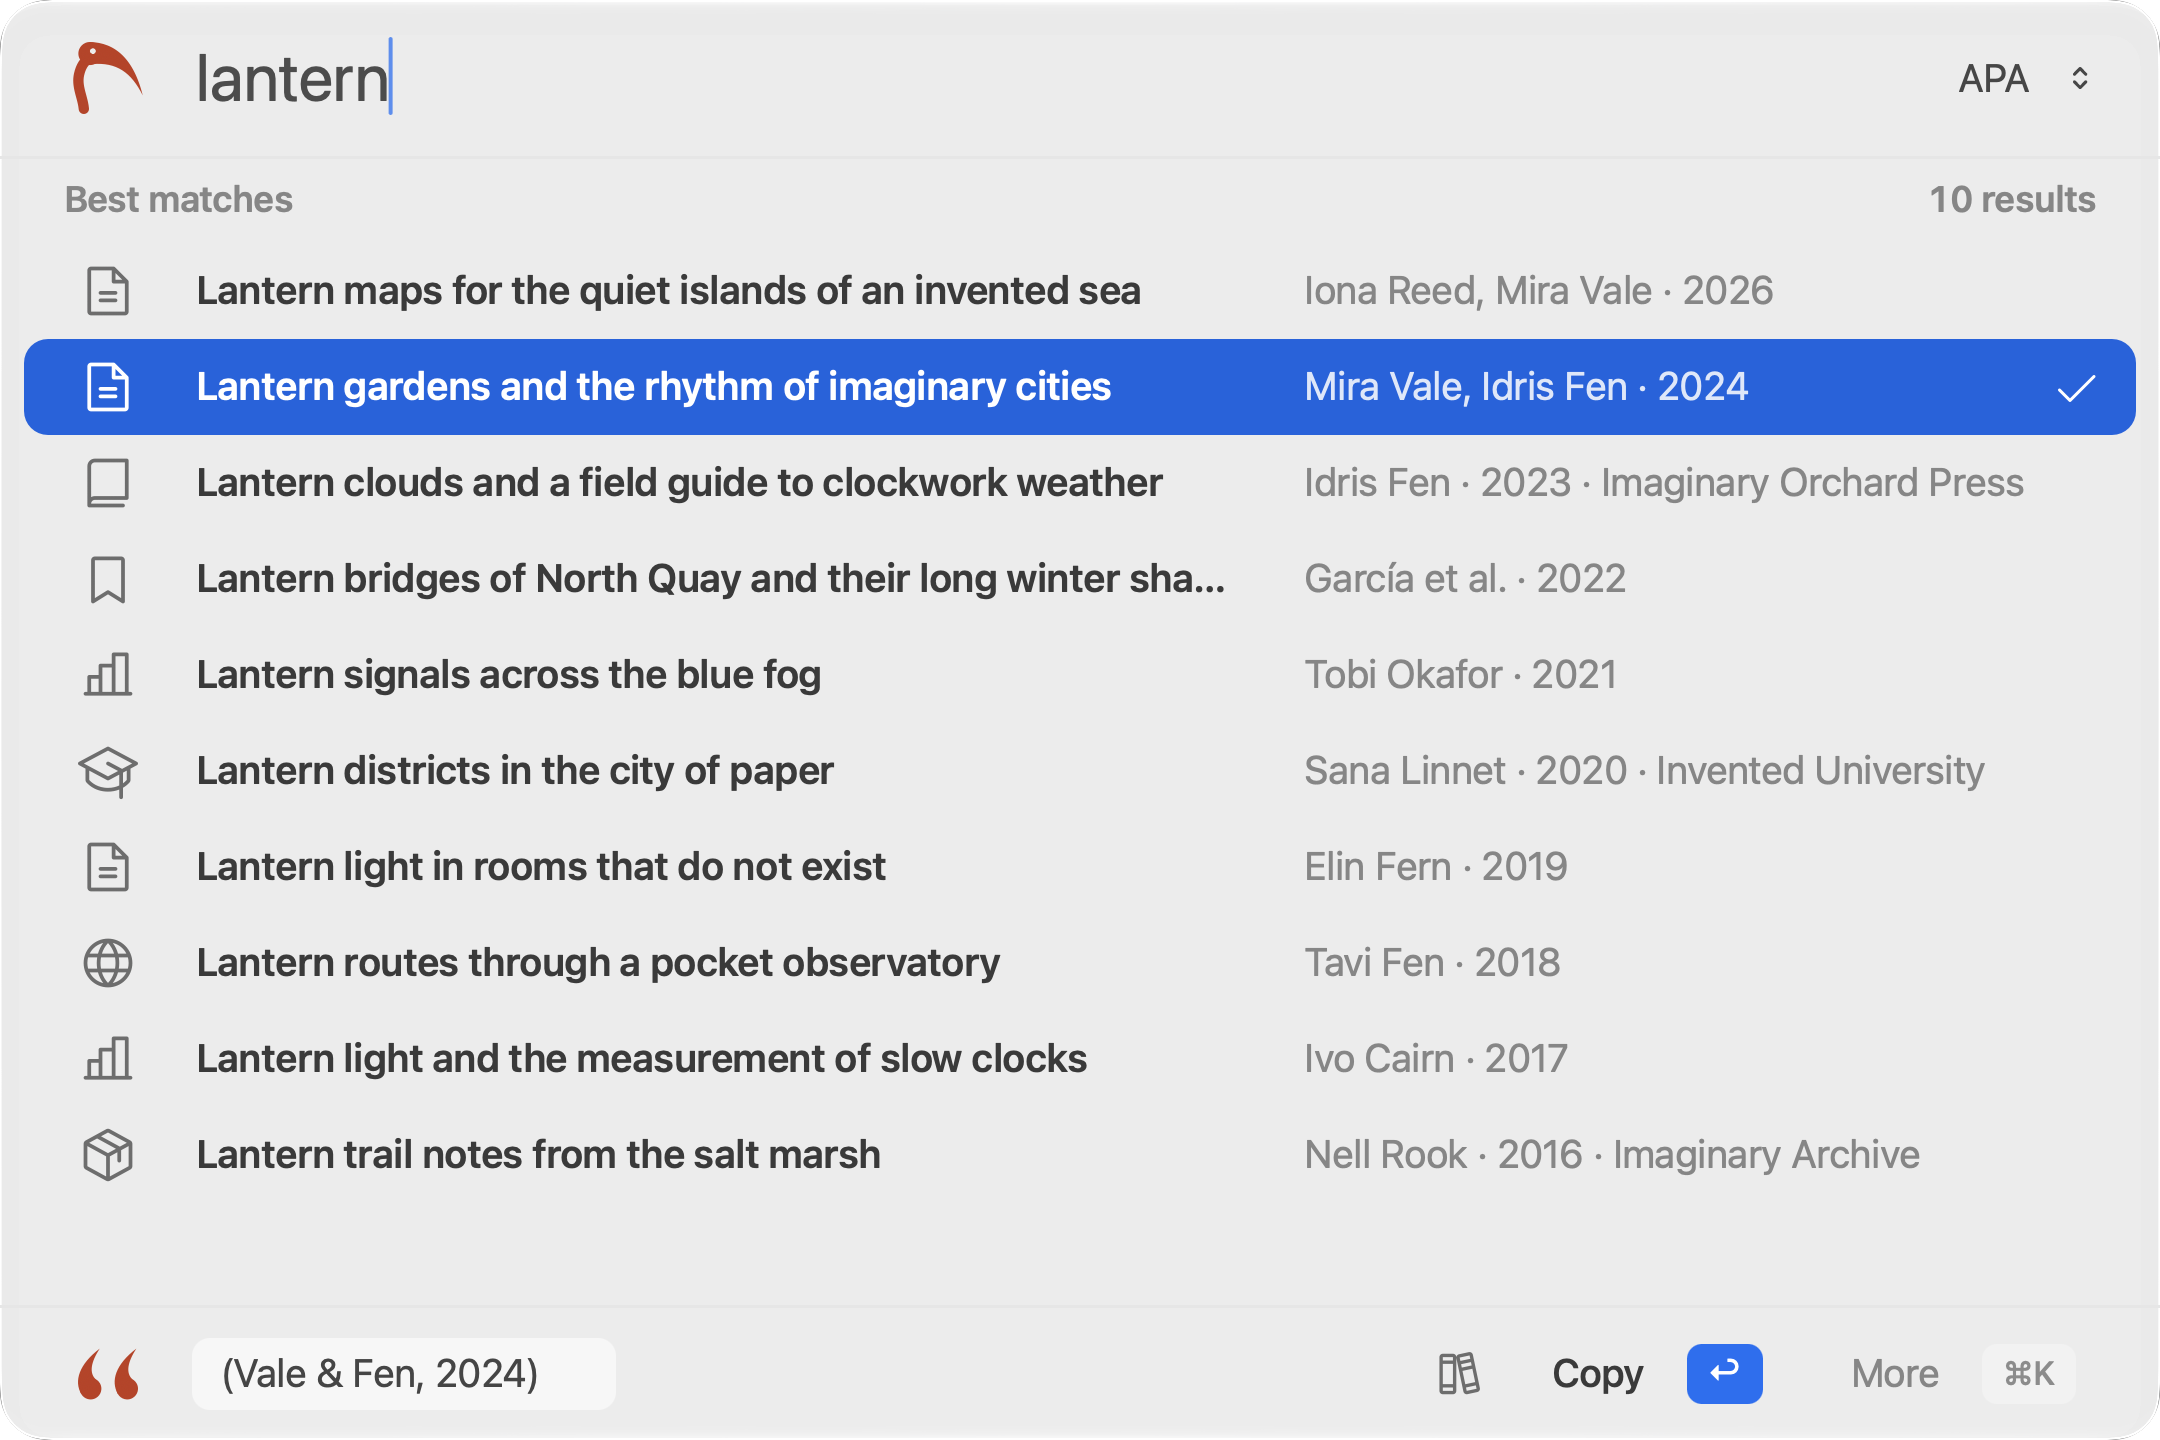 lantern
APA
Best matches
10 results
Lantern maps for the quiet islands of an invented sea
Iona Reed, Mira Vale · 2026
Lantern gardens and the rhythm of imaginary cities
Mira Vale, Idris Fen · 2024
Lantern clouds and a field guide to clockwork weather
Idris Fen · 2023 · Imaginary Orchard Press
Lantern bridges of North Quay and their long winter sha...
García et al. · 2022
Lantern signals across the blue fog
Tobi Okafor · 2021
Lantern districts in the city of paper
Sana Linnet · 2020 · Invented University
Lantern light in rooms that do not exist
Elin Fern · 2019
Lantern routes through a pocket observatory
Tavi Fen · 2018
Lantern light and the measurement of slow clocks
Ivo Cairn · 2017
Lantern trail notes from the salt marsh
Nell Rook · 2016 · Imaginary Archive
(Vale & Fen, 2024)
Copy
More
⌘K